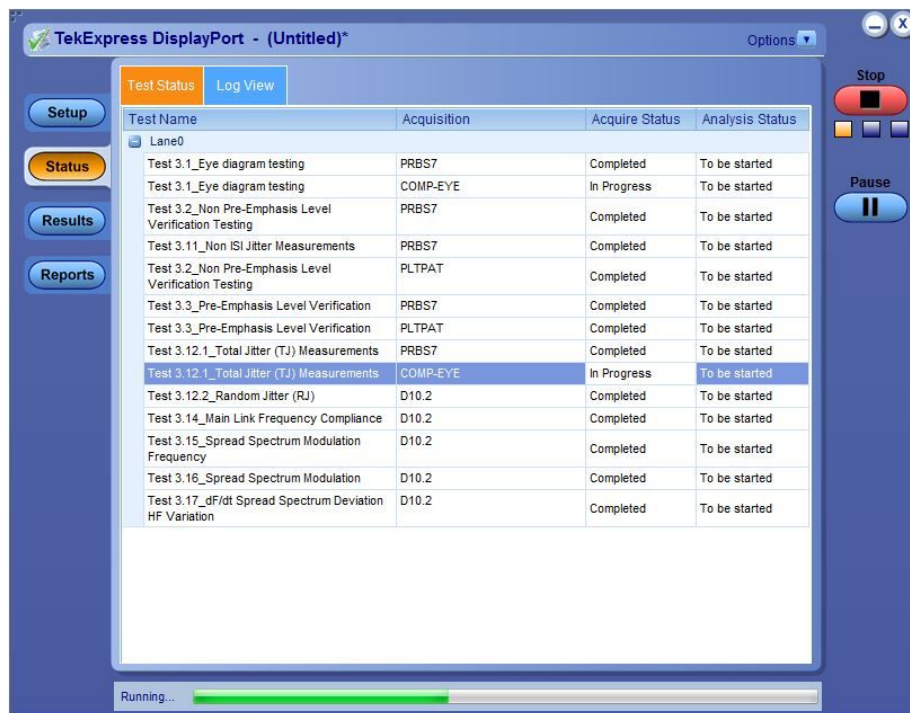 TekExpress DisplayPort - (Untitled)*
Options
x
Stop
Setup
Status
Results
Reports
Pause
Test Status Log View
Test Name Acquisition Acquire Status Analysis Status
Lane0
Test 3.1_Eye diagram testing PRBS7 Completed To be started
Test 3.1_Eye diagram testing COMP-EYE In Progress To be started
Test 3.2_Non Pre-Emphasis Level
Verification Testing PRBS7 Completed To be started
Test 3.11_Non ISI Jitter Measurements PRBS7 Completed To be started
Test 3.2_Non Pre-Emphasis Level
Verification Testing PLTPAT Completed To be started
Test 3.3_Pre-Emphasis Level Verification PRBS7 Completed To be started
Test 3.3_Pre-Emphasis Level Verification PLTPAT Completed To be started
Test 3.12.1_Total Jitter (TJ) Measurements PRBS7 Completed To be started
Test 3.12.1_Total Jitter (TJ) Measurements COMP-EYE In Progress To be started
Test 3.12.2_Random Jitter (RJ) D10.2 Completed To be started
Test 3.14_Main Link Frequency Compliance D10.2 Completed To be started
Test 3.15_Spread Spectrum Modulation
Frequency D10.2 Completed To be started
Test 3.16_Spread Spectrum Modulation D10.2 Completed To be started
Test 3.17_dF/dt Spread Spectrum Deviation
HF Variation D10.2 Completed To be started
Running...